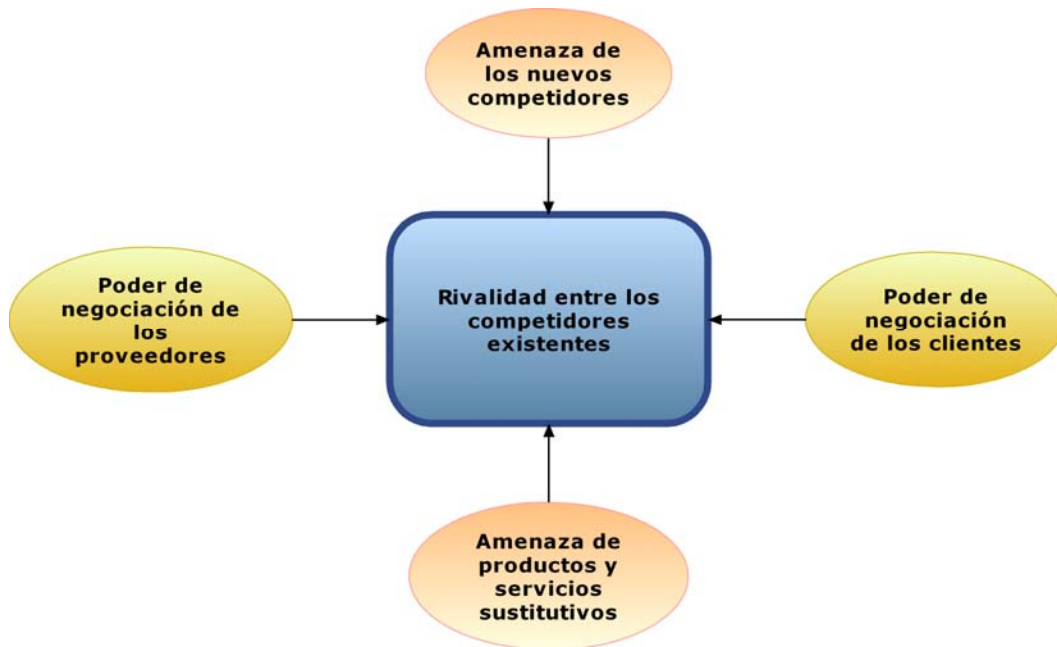 Amenaza de
los nuevos
competidores
Poder de
negociación de
los
proveedores
Rivalidad entre los
competidores
existentes
Poder de
negociación
de los clientes
Amenaza de
productos y
servicios
sustitutivos